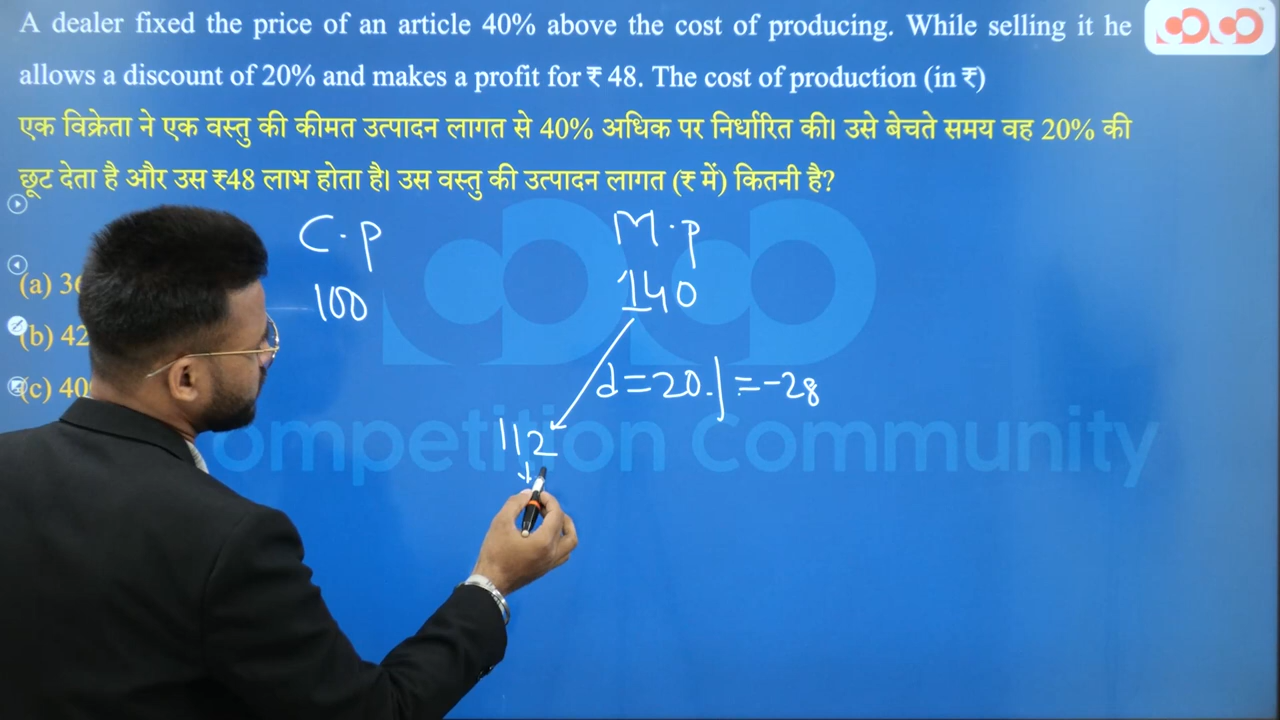 A dealer fixed the price of an article 40% above the cost of producing. While selling it he
allows a discount of 20% and makes a profit for ₹ 48. The cost of production (in ₹)
एक विक्रेता ने एक वस्तु की कीमत उत्पादन लागत से 40% अधिक पर निर्धारित की। उसे बेचते समय वह 20% की
छूट देता है और उस ₹48 लाभ होता है। उस वस्तु की उत्पादन लागत (₹ में) कितनी है?
C.p M.p
100 140
(a)
(b)
(c)
d=20.|=-28
112
Community